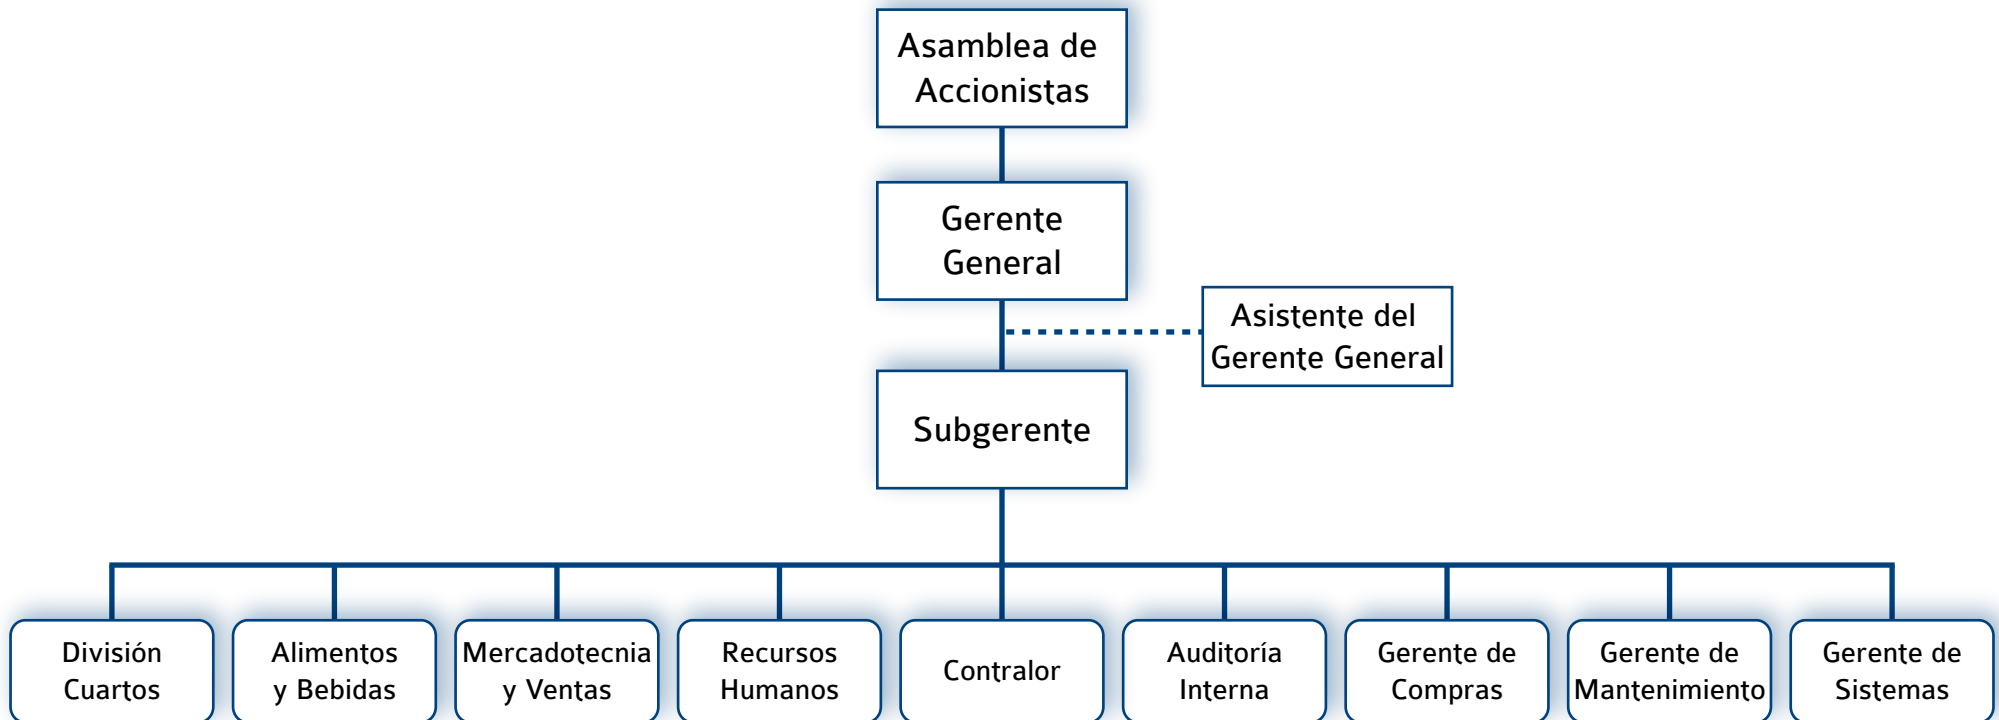 Asamblea de
Accionistas
Gerente
General
Asistente del
Gerente General
Subgerente
División
Cuartos
Alimentos
y Bebidas
Mercadotecnia
y Ventas
Recursos
Humanos
Contralor
Auditoría
Interna
Gerente de
Compras
Gerente de
Mantenimiento
Gerente de
Sistemas